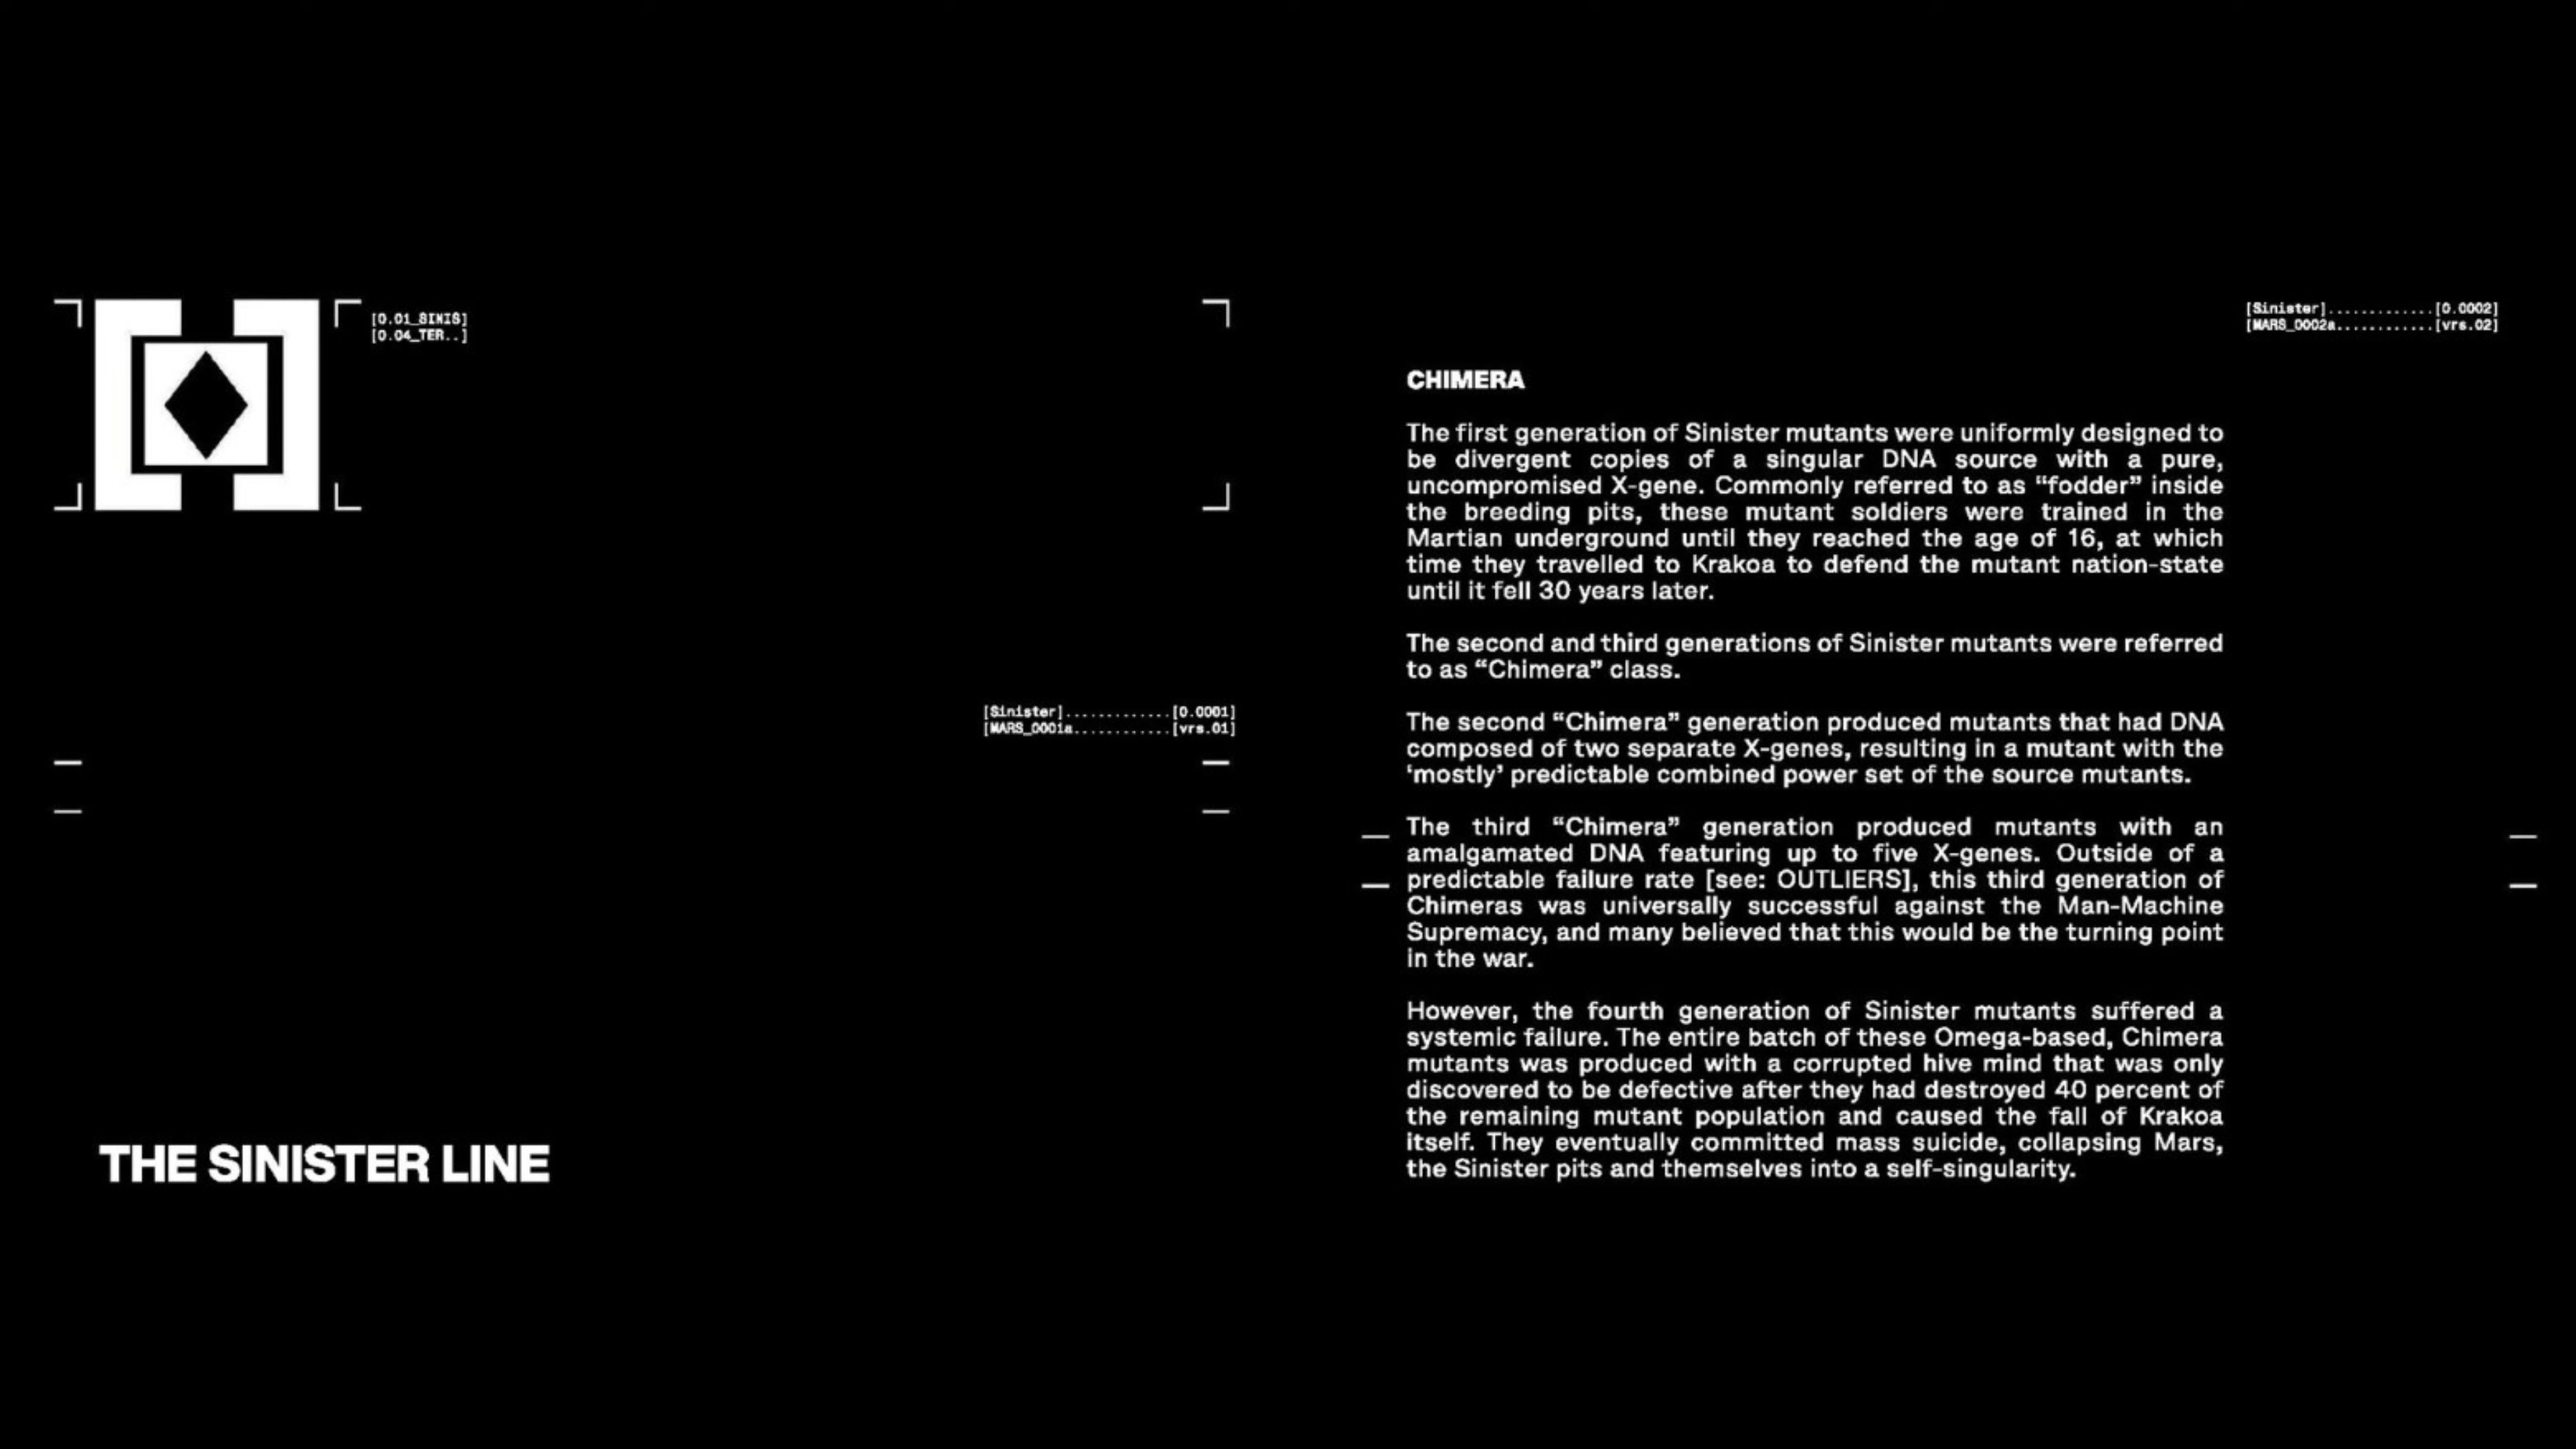 [0.01_SINIS]
[0.04_TER..]
[Sinister].............[0.0001]
[MARS_0001a............[vrs.01]
THE SINISTER LINE
[Sinister].............[0.0002]
[MARS_0002a............[vrs.02]
CHIMERA
The first generation of Sinister mutants were uniformly designed to
be divergent copies of a singular DNA source with a pure,
uncompromised X-gene. Commonly referred to as “fodder” inside
the breeding pits, these mutant soldiers were trained in the
Martian underground until they reached the age of 16, at which
time they travelled to Krakoa to defend the mutant nation-state
until it fell 30 years later.
The second and third generations of Sinister mutants were referred
to as “Chimera” class.
The second “Chimera” generation produced mutants that had DNA
composed of two separate X-genes, resulting in a mutant with the
‘mostly’ predictable combined power set of the source mutants.
The third “Chimera” generation produced mutants with an
amalgamated DNA featuring up to five X-genes. Outside of a
predictable failure rate [see: OUTLIERS], this third generation of
Chimeras was universally successful against the Man-Machine
Supremacy, and many believed that this would be the turning point
in the war.
However, the fourth generation of Sinister mutants suffered a
systemic failure. The entire batch of these Omega-based, Chimera
mutants was produced with a corrupted hive mind that was only
discovered to be defective after they had destroyed 40 percent of
the remaining mutant population and caused the fall of Krakoa
itself. They eventually committed mass suicide, collapsing Mars,
the Sinister pits and themselves into a self-singularity.